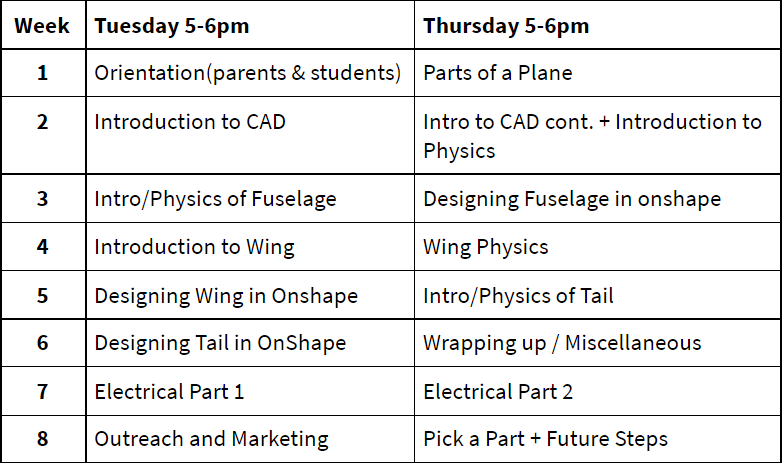 Week Tuesday 5-6pm Thursday 5-6pm
1 Orientation(parents & students) Parts of a Plane
2 Introduction to CAD Intro to CAD cont. + Introduction to
Physics
3 Intro/Physics of Fuselage Designing Fuselage in onshape
4 Introduction to Wing Wing Physics
5 Designing Wing in Onshape Intro/Physics of Tail
6 Designing Tail in OnShape Wrapping up / Miscellaneous
7 Electrical Part 1 Electrical Part 2
8 Outreach and Marketing Pick a Part + Future Steps